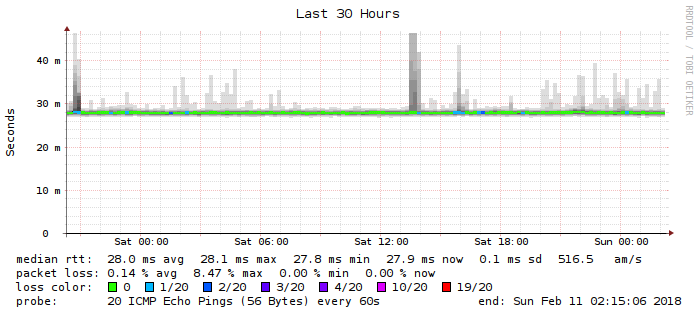 Last 30 Hours
RRDTOOL / TOBI OETIKER
Seconds
40 m
30 m
20 m
10 m
0
Sat 00:00 Sat 06:00 Sat 12:00 Sat 18:00 Sun 00:00
median rtt: 28.0 ms avg 28.1 ms max 27.8 ms min 27.9 ms now 0.1 ms sd 516.5 am/s
packet loss: 0.14 % avg 8.47 % max 0.00 % min 0.00 % now
loss color: 0 1/20 2/20 3/20 4/20 10/20 19/20
probe: 20 ICMP Echo Pings (56 Bytes) every 60s end: Sun Feb 11 02:15:06 2018